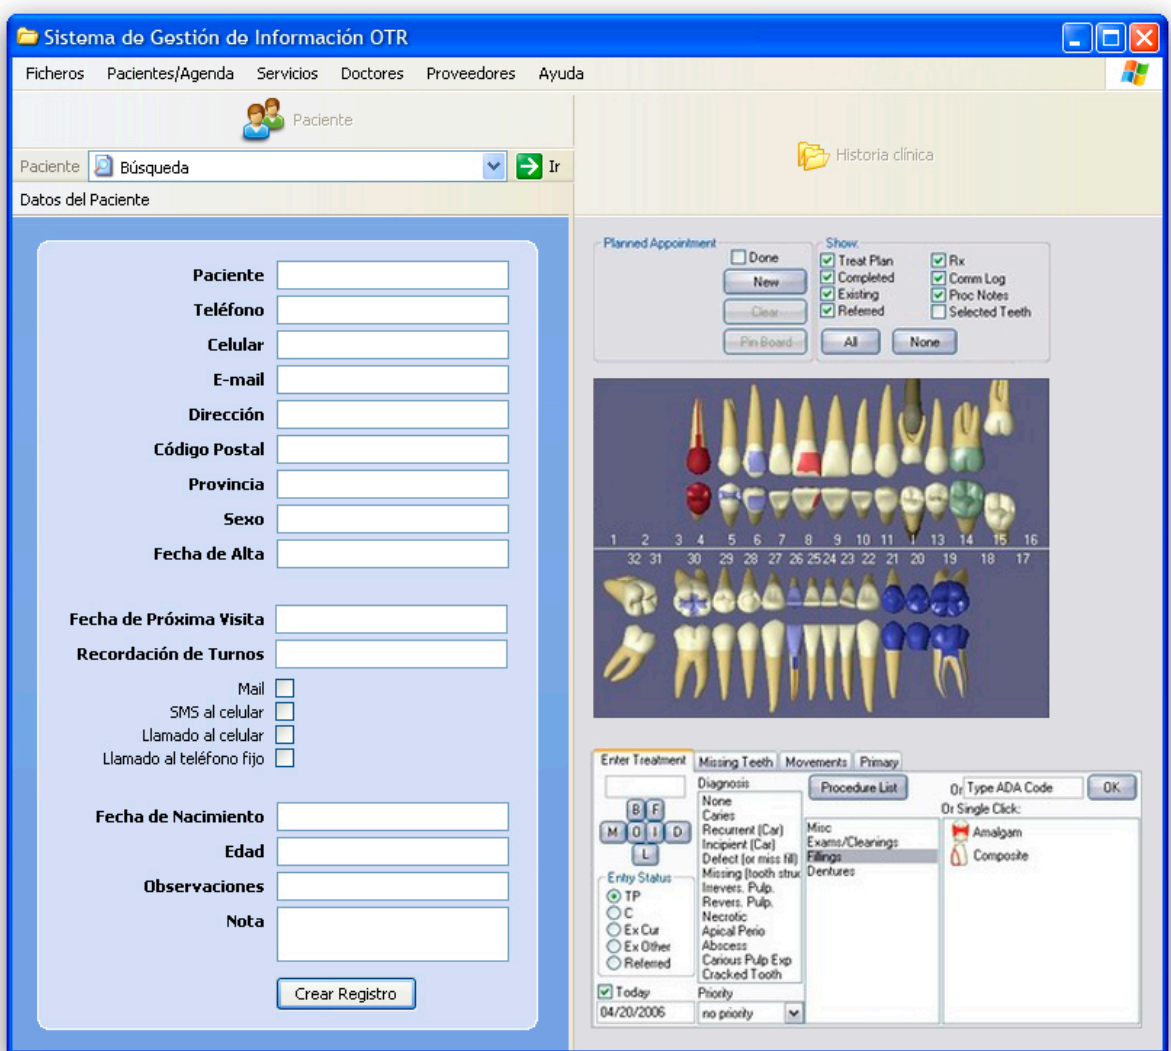 Sistema de Gestión de Información OTR
Ficheros Pacientes/Agenda Servicios Doctores Proveedores Ayuda
Paciente
Paciente Búsqueda Ir
Datos del Paciente
Historia clínica
Paciente
Teléfono
Celular
E-mail
Dirección
Código Postal
Provincia
Sexo
Fecha de Alta
Fecha de Próxima Visita
Recordación de Turnos
Mail
SMS al celular
Llamado al celular
Llamado al teléfono fijo
Fecha de Nacimiento
Edad
Observaciones
Nota
Crear Registro
Planned Appointment
Done
New
Clear
Pin Board
Show:
Treat Plan Rx
Completed Comm Log
Existing Proc Notes
Referred Selected Teeth
All None
1 2 3 4 5 6 7 8 9 10 11 13 14 15 16
32 31 30 29 28 27 26 25 24 23 22 21 20 19 18 17
Enter Treatment Missing Teeth Movements Primary
B F
M O I D
L
Entry Status
TP
C
Ex Cur
Ex Other
Referred
Today
04/20/2006
Diagnosis
None
Caries
Recurrent (Car)
Incipient (Car)
Defect (or miss fill)
Missing (tooth struc
Irrevers. Pulp.
Revers. Pulp.
Necrotic
Apical Perio
Abscess
Carious Pulp Exp
Cracked Tooth
Priority
no priority
Procedure List
Misc
Exams/Cleanings
Fillings
Dentures
Or Type ADA Code OK
Or Single Click:
Amalgam
Composite